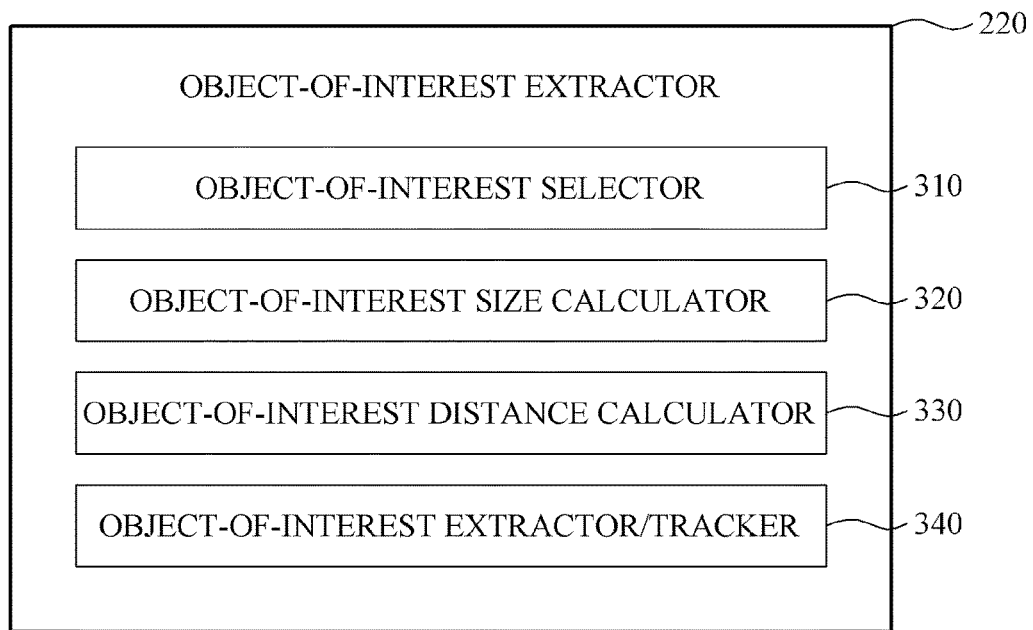 220
OBJECT-OF-INTEREST EXTRACTOR
OBJECT-OF-INTEREST SELECTOR 310
OBJECT-OF-INTEREST SIZE CALCULATOR 320
OBJECT-OF-INTEREST DISTANCE CALCULATOR 330
OBJECT-OF-INTEREST EXTRACTOR/TRACKER 340